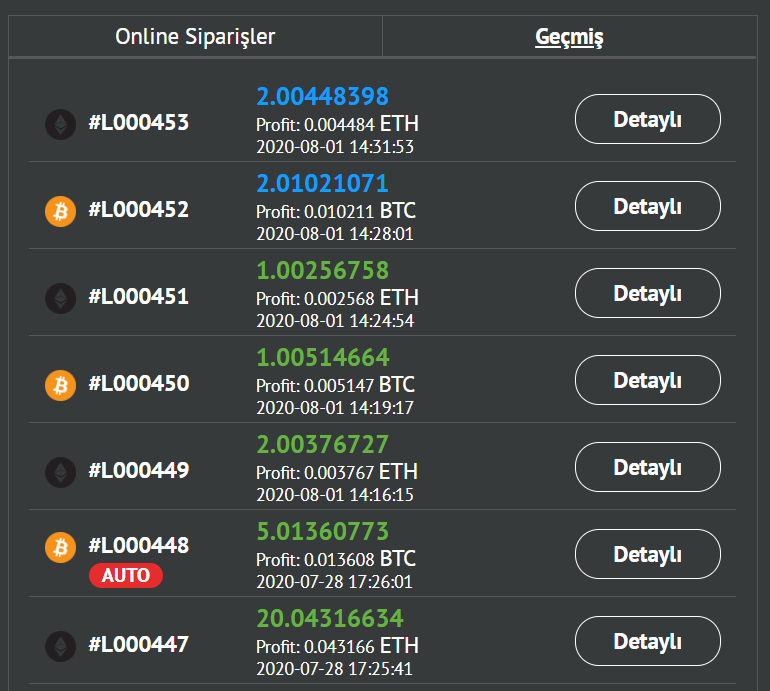 Online Siparişler
Geçmiş
2.00448398
#L000453
Profit: 0.004484 ETH
2020-08-01 14:31:53
Detaylı
2.01021071
#L000452
Profit: 0.010211 BTC
2020-08-01 14:28:01
Detaylı
1.00256758
#L000451
Profit: 0.002568 ETH
2020-08-01 14:24:54
Detaylı
1.00514664
#L000450
Profit: 0.005147 BTC
2020-08-01 14:19:17
Detaylı
2.00376727
#L000449
Profit: 0.003767 ETH
2020-08-01 14:16:15
Detaylı
5.01360773
#L000448
AUTO
Profit: 0.013608 BTC
2020-07-28 17:26:01
Detaylı
20.04316634
#L000447
Profit: 0.043166 ETH
2020-07-28 17:25:41
Detaylı